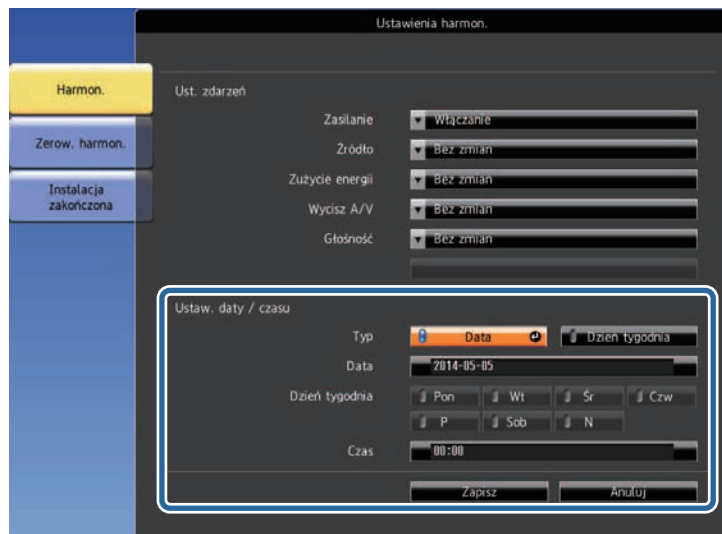 Ustawienia harmon.
Harmon.
Zerow. harmon.
Instalacja
zakończona
Ust. zdarzeń
Zasilanie Włączanie
Źródło Bez zmian
Zużycie energii Bez zmian
Wycisz A/V Bez zmian
Głośność Bez zmian
Ustaw. daty / czasu
Typ Data Dzień tygodnia
Data 2014-05-05
Dzień tygodnia Pon Wt Śr Czw
P Sob N
Czas 00:00
Zapisz Anuluj